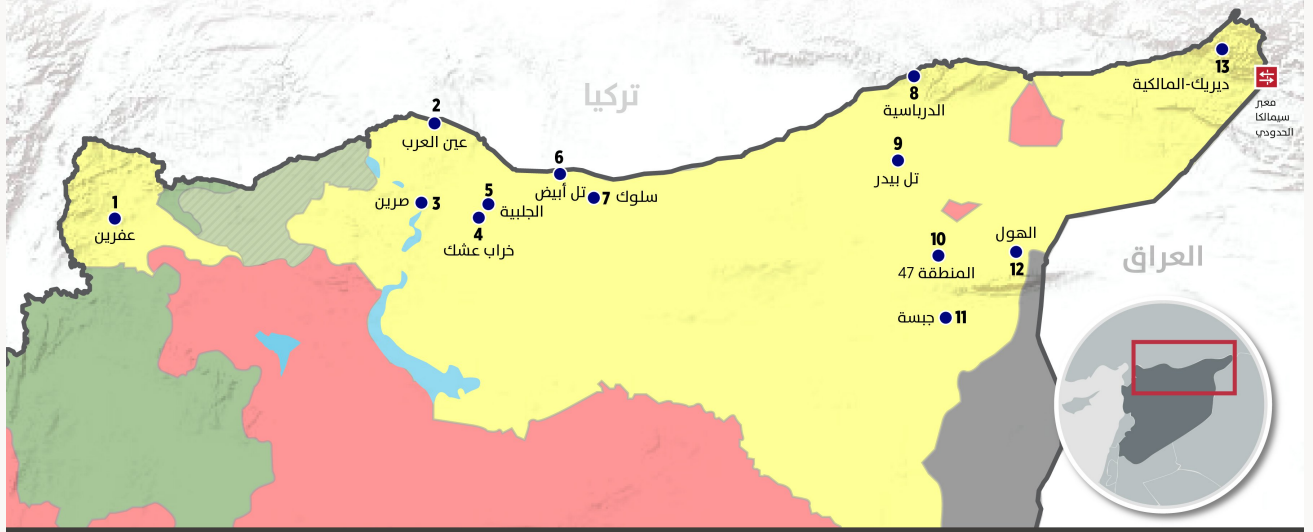 تركيا
العراق
1
عفرين
2
عين العرب
صرين 3
4
خراب عشك
5
الجلبية
6
تل أبيض
7 سلوك
8
الدرباسية
9
تل بيدر
10
المنطقة 47
جبسة 11
الهول
12
13
ديريك-المالكية
معبر
سيمالكا
الحدودي